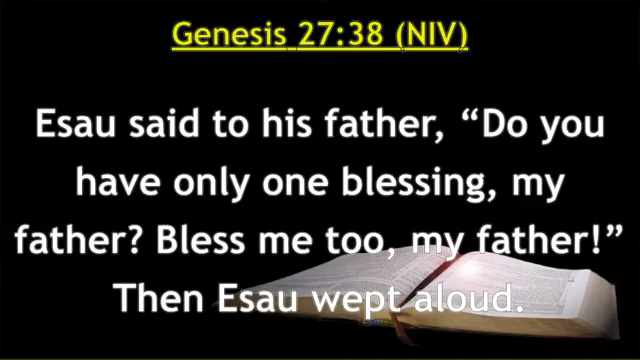 Genesis 27:38 (NIV)
Esau said to his father, “Do you
have only one blessing, my
father? Bless me too, my father!”
Then Esau wept aloud.